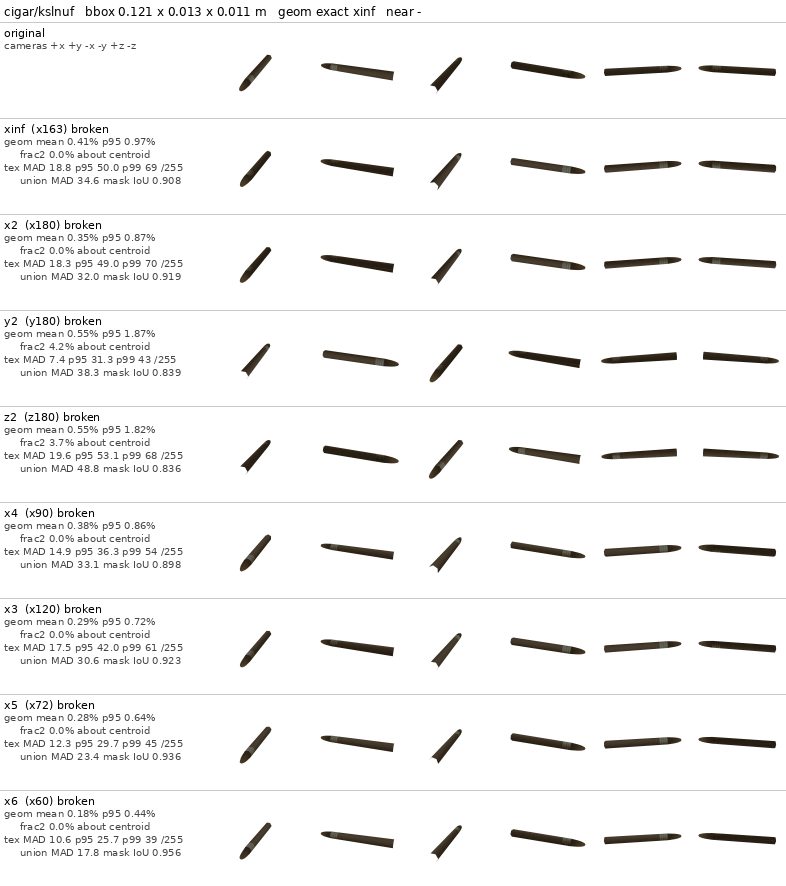 cigar/kslnuf   bbox 0.121 x 0.013 x 0.011 m   geom exact xinf   near -
original
cameras +x +y -x -y +z -z
xinf  (x163) broken
geom mean 0.41% p95 0.97%
frac2 0.0% about centroid
tex MAD 18.8 p95 50.0 p99 69 /255
union MAD 34.6 mask IoU 0.908
x2  (x180) broken
geom mean 0.35% p95 0.87%
frac2 0.0% about centroid
tex MAD 18.3 p95 49.0 p99 70 /255
union MAD 32.0 mask IoU 0.919
y2  (y180) broken
geom mean 0.55% p95 1.87%
frac2 4.2% about centroid
tex MAD 7.4 p95 31.3 p99 43 /255
union MAD 38.3 mask IoU 0.839
z2  (z180) broken
geom mean 0.55% p95 1.82%
frac2 3.7% about centroid
tex MAD 19.6 p95 53.1 p99 68 /255
union MAD 48.8 mask IoU 0.836
x4  (x90) broken
geom mean 0.38% p95 0.86%
frac2 0.0% about centroid
tex MAD 14.9 p95 36.3 p99 54 /255
union MAD 33.1 mask IoU 0.898
x3  (x120) broken
geom mean 0.29% p95 0.72%
frac2 0.0% about centroid
tex MAD 17.5 p95 42.0 p99 61 /255
union MAD 30.6 mask IoU 0.923
x5  (x72) broken
geom mean 0.28% p95 0.64%
frac2 0.0% about centroid
tex MAD 12.3 p95 29.7 p99 45 /255
union MAD 23.4 mask IoU 0.936
x6  (x60) broken
geom mean 0.18% p95 0.44%
frac2 0.0% about centroid
tex MAD 10.6 p95 25.7 p99 39 /255
union MAD 17.8 mask IoU 0.956